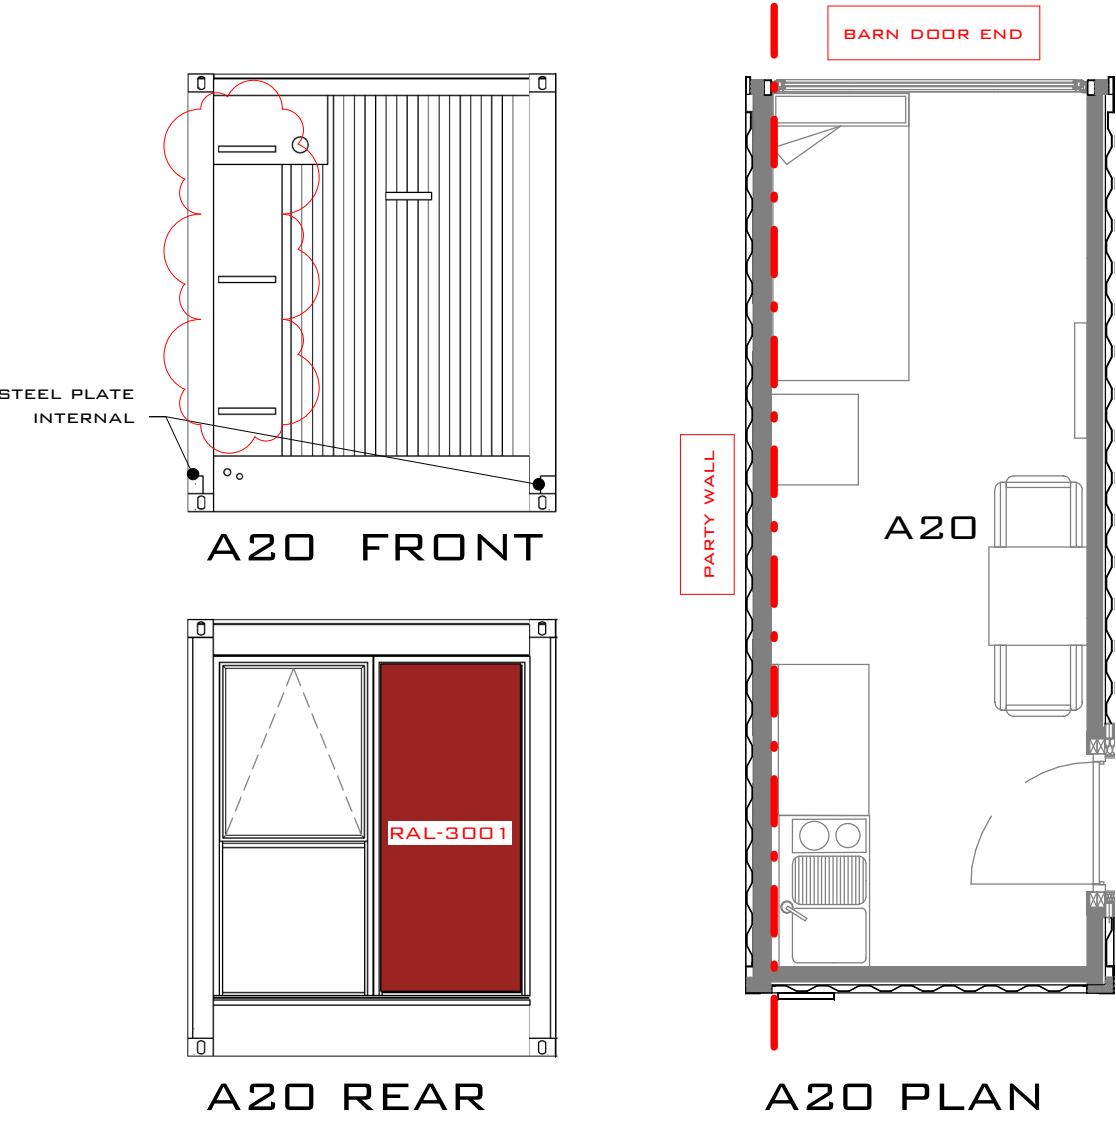 BARN DOOR END
STEEL PLATE
INTERNAL
A20 FRONT
PARTY WALL
A20
RAL-3001
A20 REAR
A20 PLAN